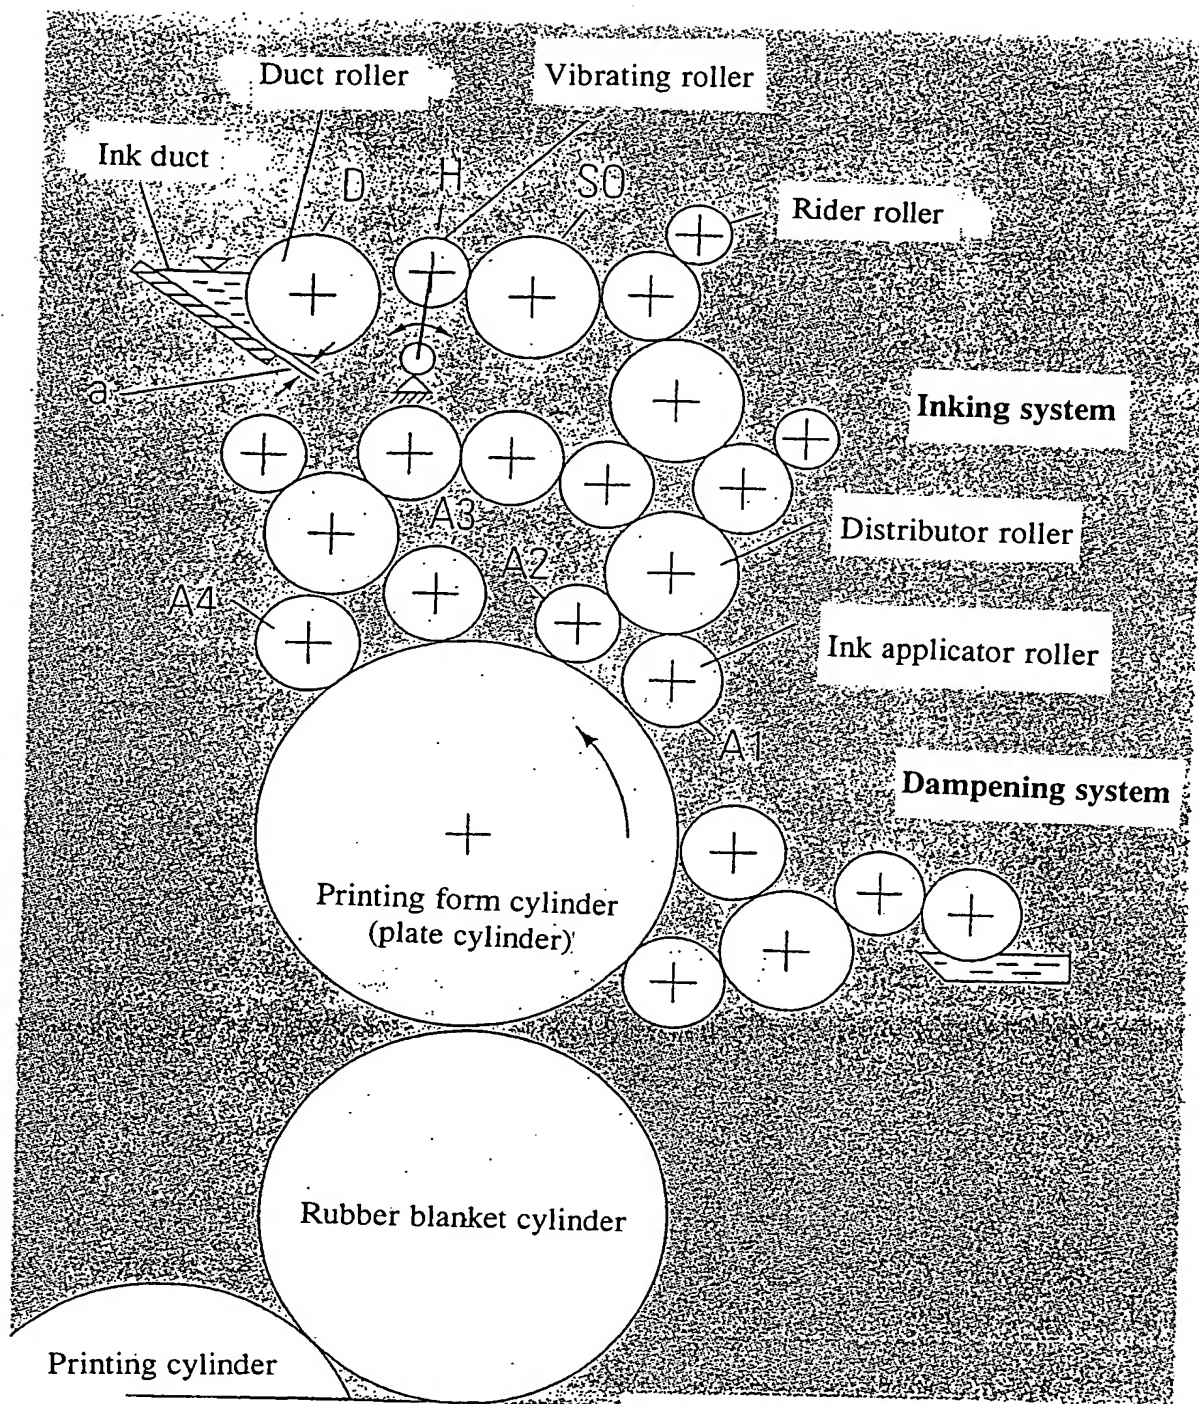 Duct roller
Vibrating roller
Ink duct
D
H
SO
Rider roller
a
Inking system
A3
Distributor roller
A2
A4
Ink applicator roller
A1
Dampening system
Printing form cylinder
(plate cylinder)
Rubber blanket cylinder
Printing cylinder